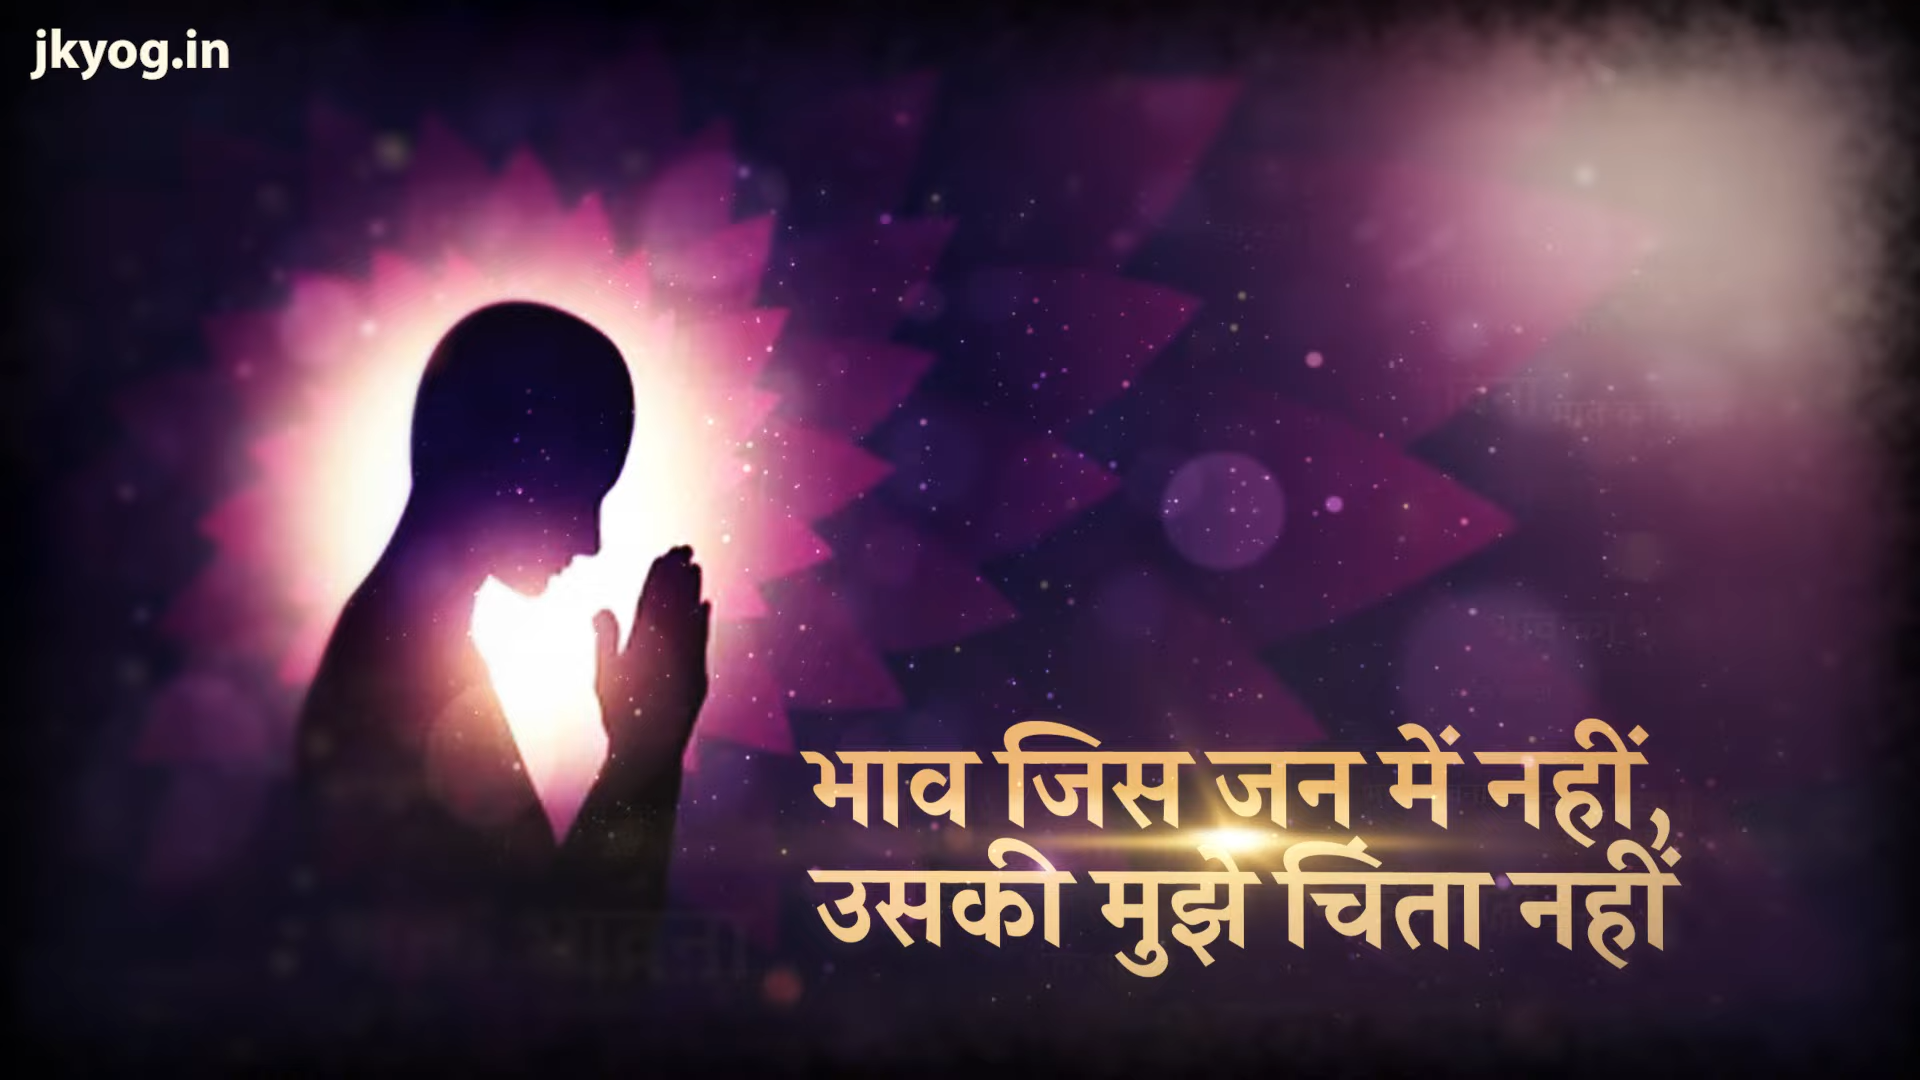 jkyog.in
भाव जिस जन में नहीं,
उसकी मुझे चिंता नहीं